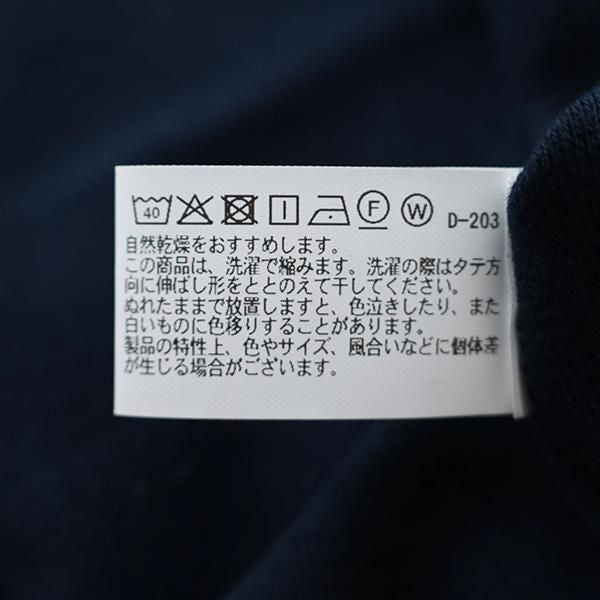 40 F W D-203
自然乾燥をおすすめします。
この商品は、洗濯で縮みます。洗濯の際はタテ方
向に伸ばし形をととのえて干してください。
ぬれたままで放置しますと、色泣きしたり、また
白いものに色移りすることがあります。
製品の特性上、色やサイズ、風合いなどに個体差
が生じる場合がございます。